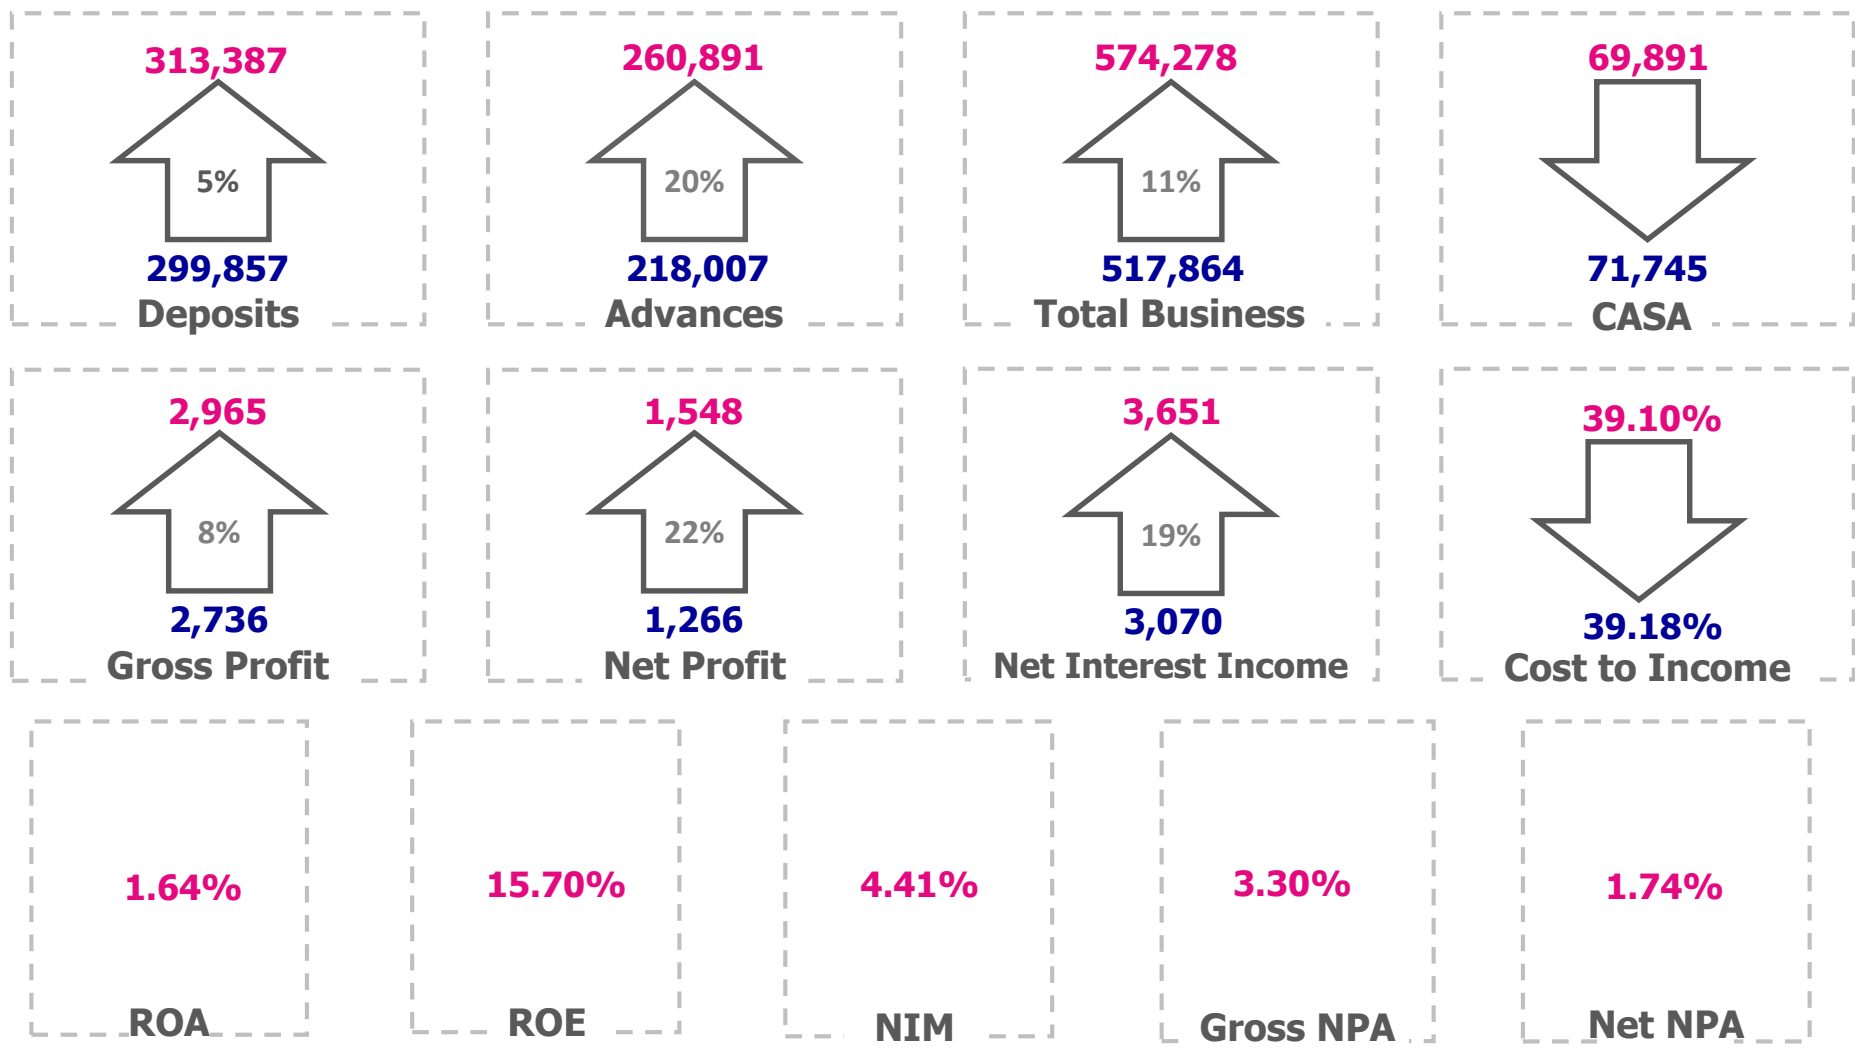 313,387
5%
299,857
Deposits
260,891
20%
218,007
Advances
574,278
11%
517,864
Total Business
69,891
71,745
CASA
2,965
8%
2,736
Gross Profit
1,548
22%
1,266
Net Profit
3,651
19%
3,070
Net Interest Income
39.10%
39.18%
Cost to Income
1.64%
ROA
15.70%
ROE
4.41%
NIM
3.30%
Gross NPA
1.74%
Net NPA